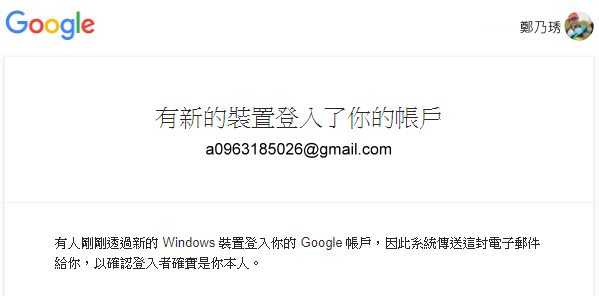 Google
鄭乃琇
有新的裝置登入了你的帳戶
a0963185026@gmail.com
有人剛剛透過新的 Windows 裝置登入你的 Google 帳戶，因此系統傳送這封電子郵件
給你，以確認登入者確實是你本人。